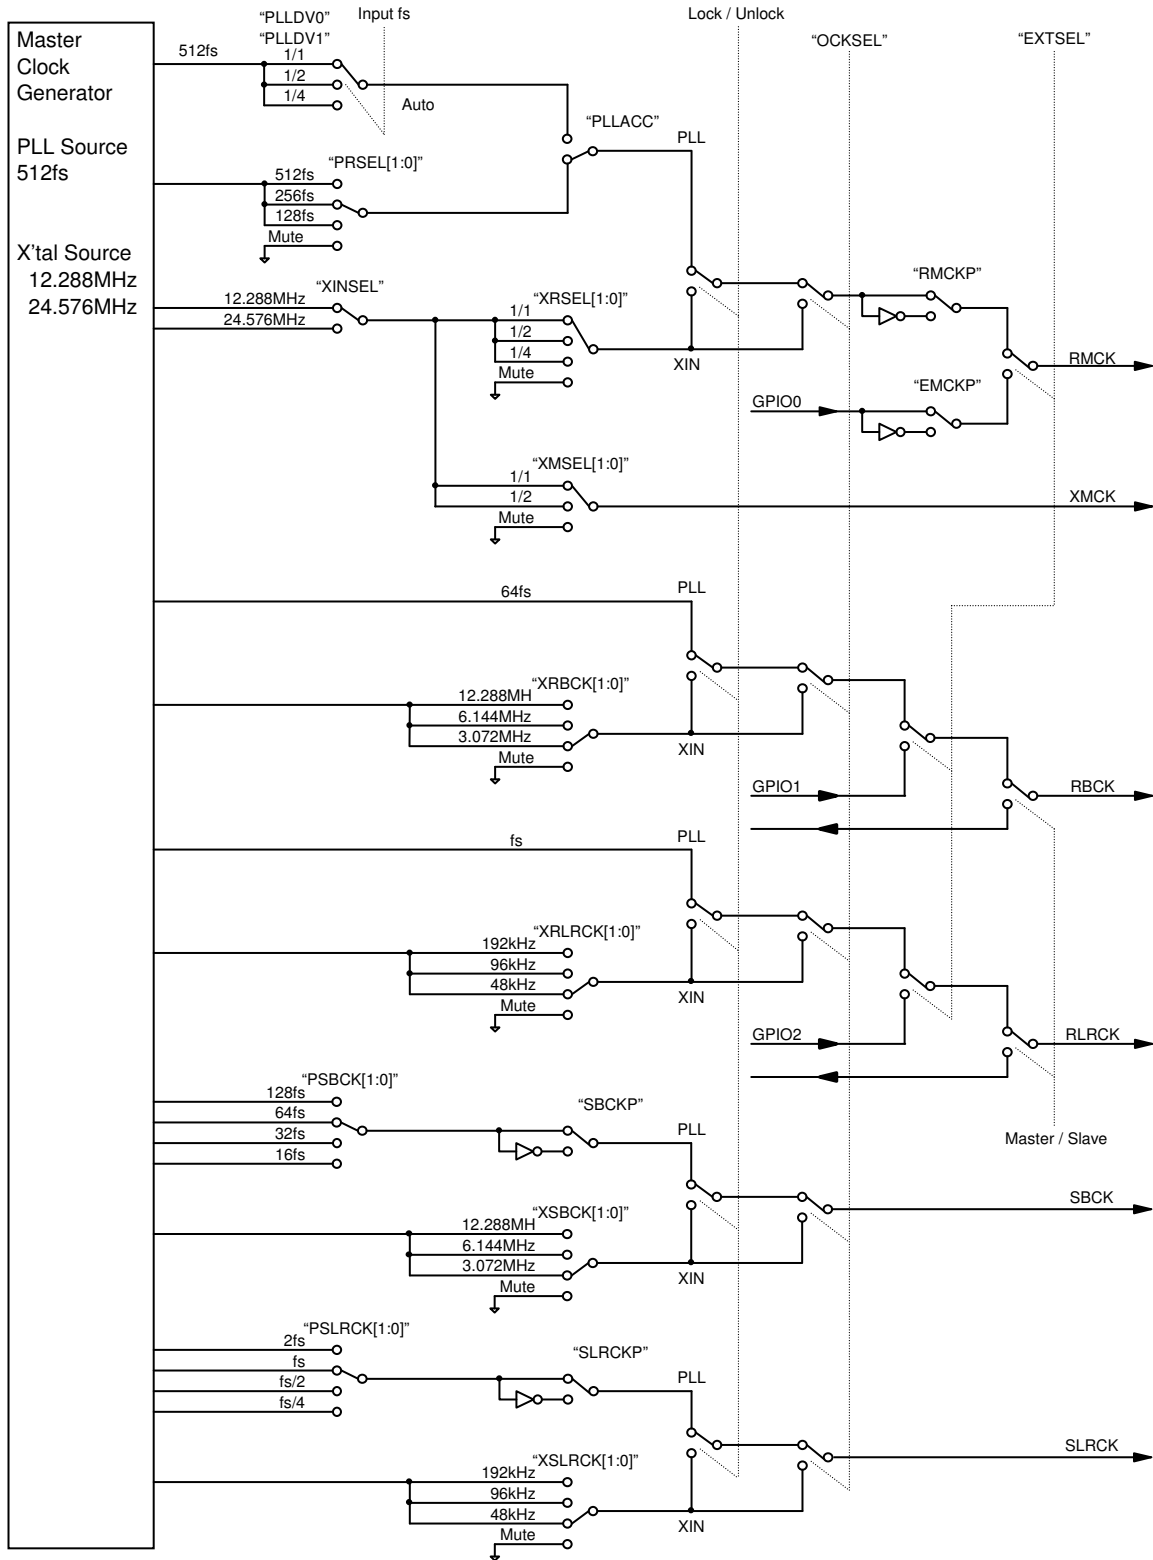 “PLLDV0” Input fs Lock / Unlock
“PLLDV1” “OCKSEL” “EXTSEL”
Master
Clock
Generator
PLL Source
512fs
X’tal Source
12.288MHz
24.576MHz
512fs
1/1
1/2
1/4
Auto
“PLLACC”
PLL
“PRSEL[1:0]”
512fs
256fs
128fs
Mute
“XINSEL”
12.288MHz
24.576MHz
“XRSEL[1:0]”
1/1
1/2
1/4
Mute
XIN
“RMCKP”
RMCK
GPIO0
“EMCKP”
“XMSEL[1:0]”
1/1
1/2
Mute
XMCK
64fs
PLL
“XRBCK[1:0]”
12.288MH
6.144MHz
3.072MHz
Mute
XIN
GPIO1
RBCK
fs
PLL
“XRLRCK[1:0]”
192kHz
96kHz
48kHz
Mute
XIN
GPIO2
RLRCK
Master / Slave
“PSBCK[1:0]”
128fs
64fs
32fs
16fs
“SBCKP”
PLL
“XSBCK[1:0]”
12.288MH
6.144MHz
3.072MHz
Mute
XIN
SBCK
“PSLRCK[1:0]”
2fs
fs
fs/2
fs/4
“SLRCKP”
PLL
“XSLRCK[1:0]”
192kHz
96kHz
48kHz
Mute
XIN
SLRCK